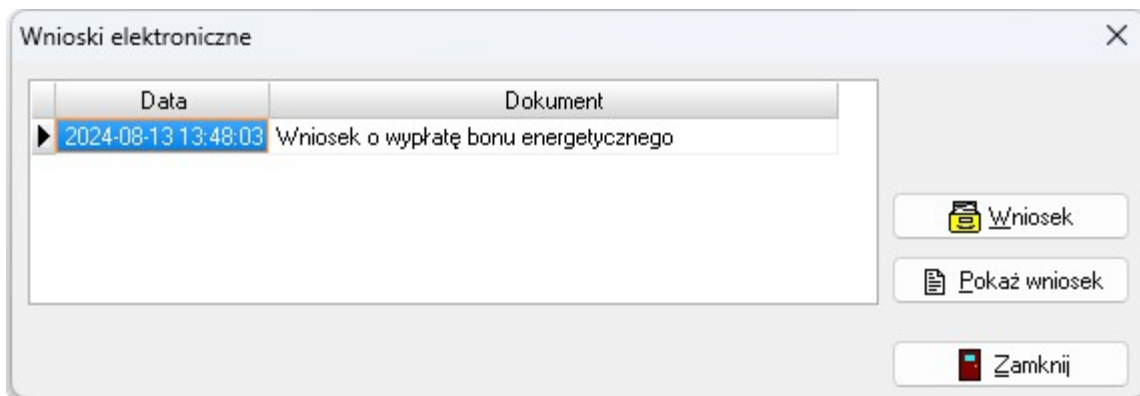 Wnioski elektroniczne
Data Dokument
2024-08-13 13:48:03 Wniosek o wypłatę bonu energetycznego
Wniosek
Pokaż wniosek
Zamknij